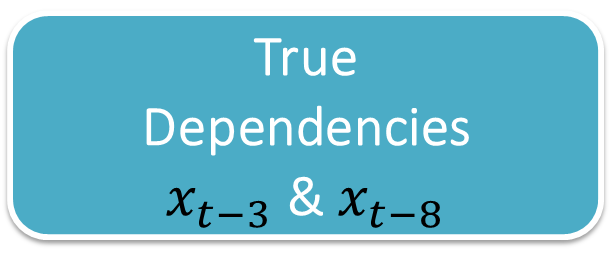 True
Dependencies
x_{t−3} & x_{t−8}